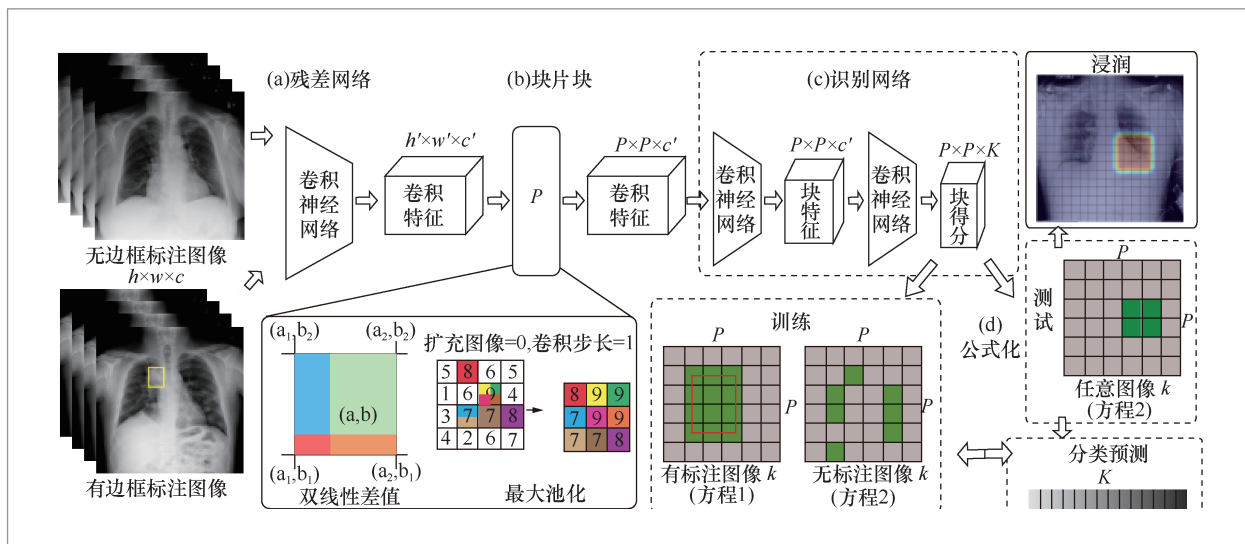 (a)残差网络
(b)块片块
(c)识别网络
浸润
无边框标注图像
h×w×c
有边框标注图像
卷积
神经
网络
h′×w′×c′
卷积
特征
P
P×P×c′
卷积
特征
卷积
神经
网络
P×P×c′
块特征
卷积
神经
网络
P×P×K
块得分
(a₁,b₂)
(a₂,b₂)
(a,b)
(a₁,b₁)
(a₂,b₁)
双线性差值
扩充图像=0,卷积步长=1
5 8 6 5
1 6 9 4
3 7 7 8
4 2 6 7
8 9 9
7 9 9
7 7 8
最大池化
训练
P
P
P
P
有标注图像 k
(方程1)
无标注图像 k
(方程2)
(d)
公式化
测试
P
P
任意图像 k
(方程2)
分类预测
K